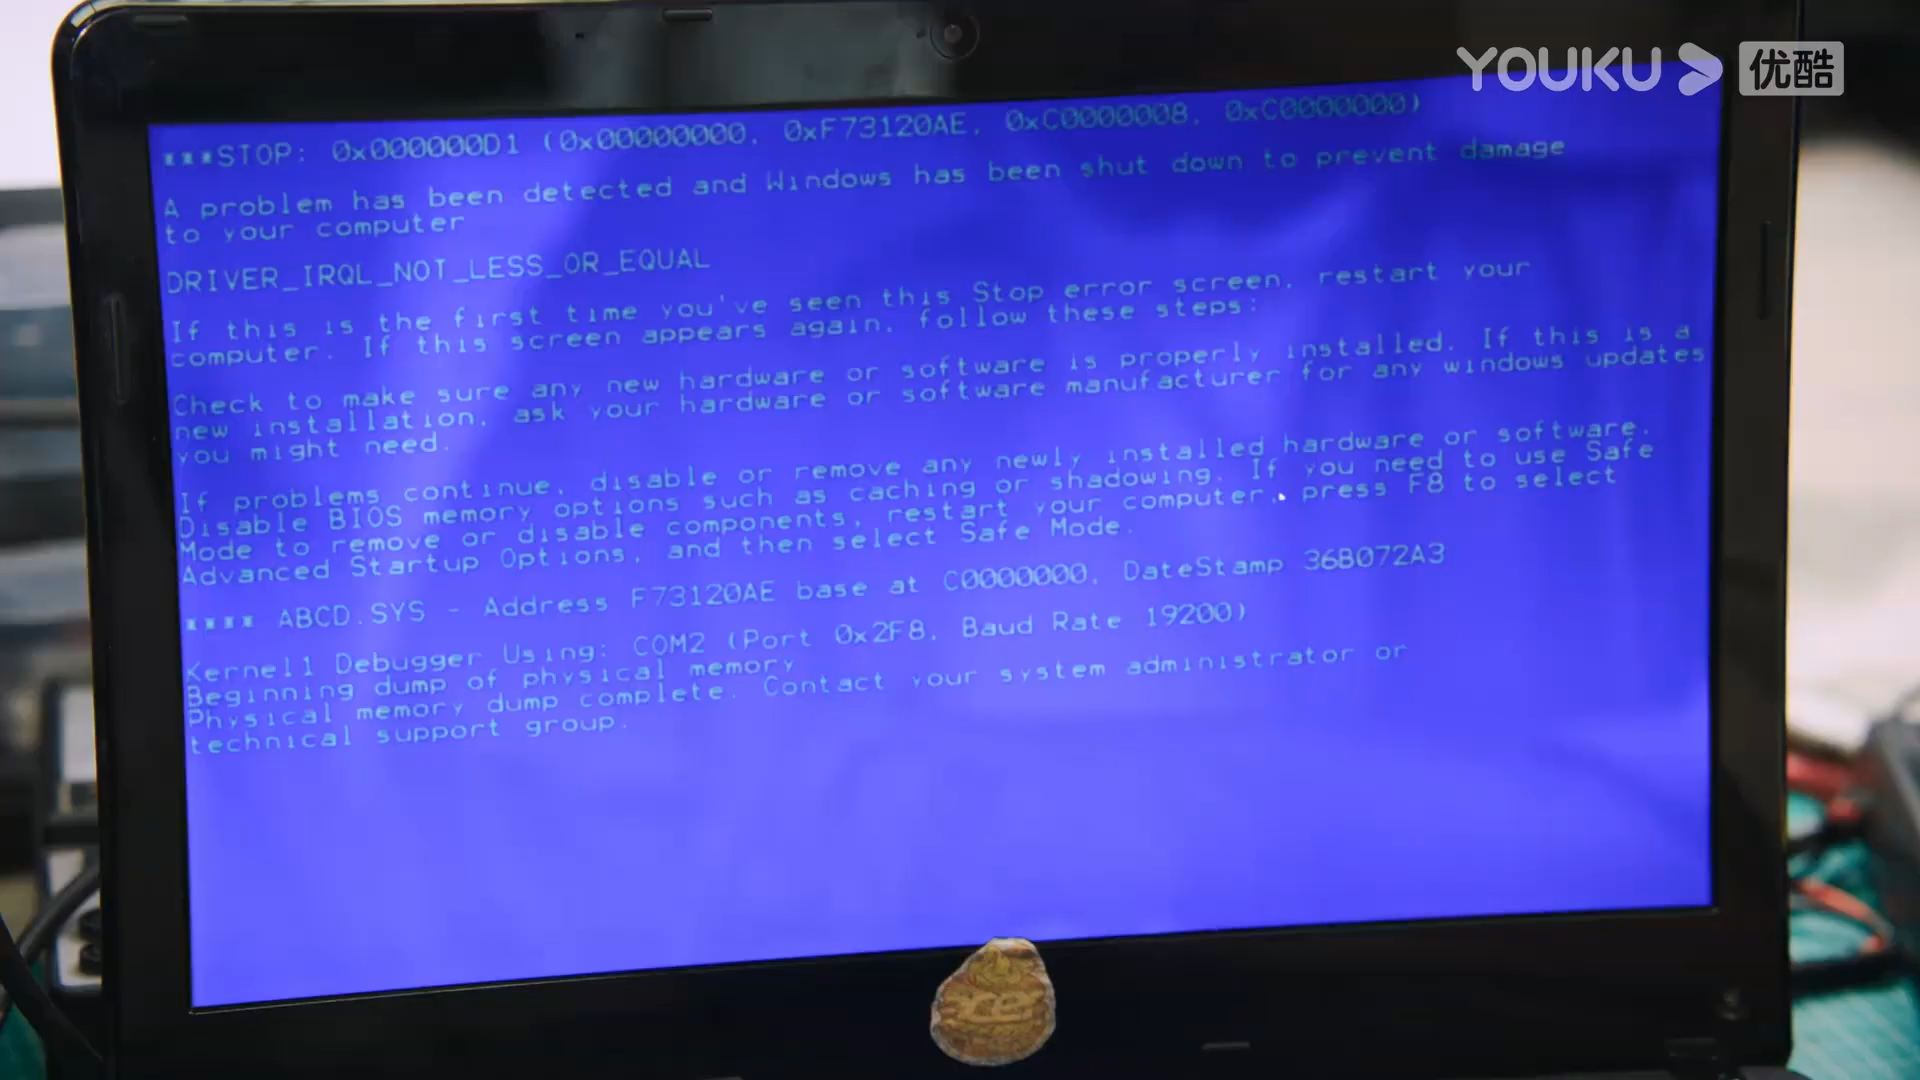 YOUKU 优酷
***STOP: 0x000000D1 (0x00000000, 0xF73120AE, 0xC0000008, 0xC0000000)
A problem has been detected and Windows has been shut down to prevent damage
to your computer
DRIVER_IRQL_NOT_LESS_OR_EQUAL
If this is the first time you've seen this Stop error screen, restart your
computer. If this screen appears again, follow these steps:
Check to make sure any new hardware or software is properly installed. If this is a
new installation, ask your hardware or software manufacturer for any windows updates
you might need.
If problems continue, disable or remove any newly installed hardware or software.
Disable BIOS memory options such as caching or shadowing. If you need to use Safe
Mode to remove or disable components, restart your computer, press F8 to select
Advanced Startup Options, and then select Safe Mode.
**** ABCD.SYS - Address F73120AE base at C0000000, DateStamp 36B072A3
Kernell Debugger Using: COM2 (Port 0x2F8, Baud Rate 19200)
Beginning dump of physical memory
Physical memory dump complete. Contact your system administrator or
technical support group.